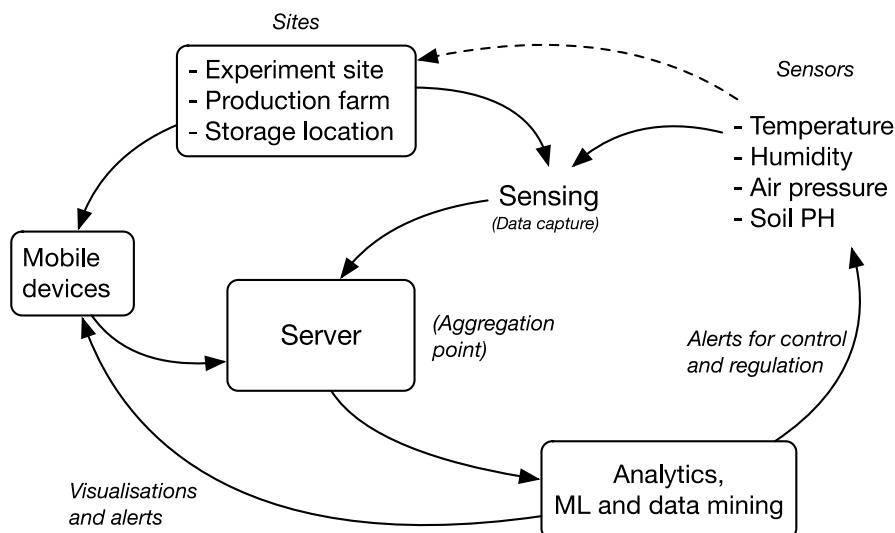 Sites
- Experiment site
- Production farm
- Storage location
Sensors
- Temperature
- Humidity
- Air pressure
- Soil PH
Sensing
(Data capture)
Mobile
devices
Server
(Aggregation
point)
Alerts for control
and regulation
Analytics,
ML and data mining
Visualisations
and alerts